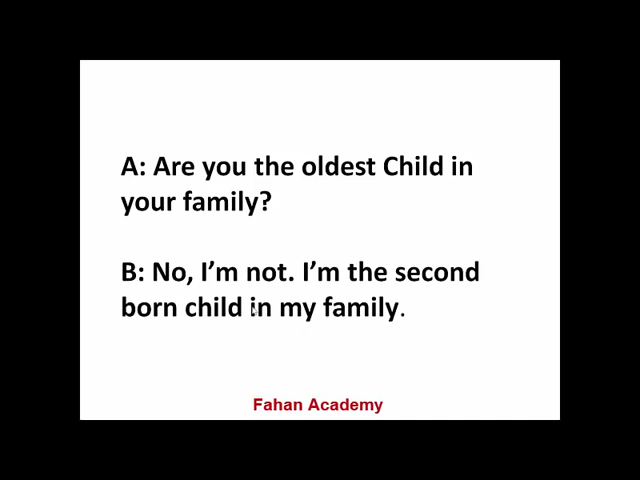 A: Are you the oldest Child in
your family?
B: No, I’m not. I’m the second
born child in my family.
Fahan Academy